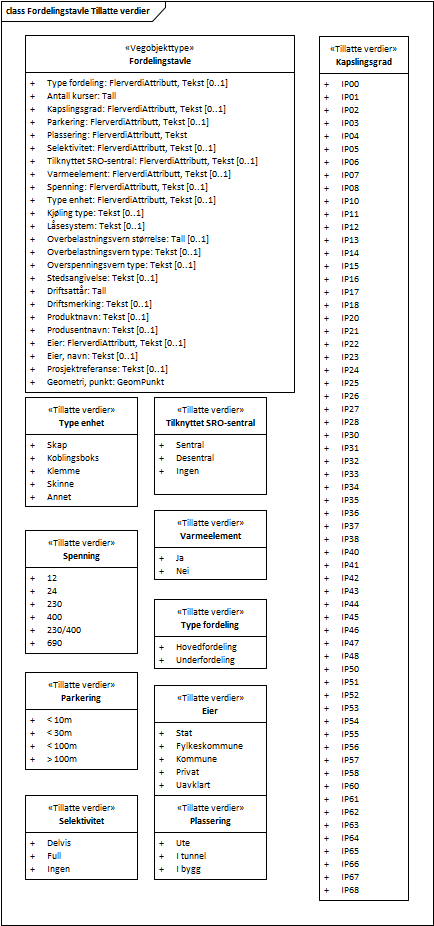 class Fordelingstavle Tillatte verdier
«Vegobjekttype»
Fordelingstavle
+ Type fordeling: FlerverdiAttributt, Tekst [0..1]
+ Antall kurser: Tall
+ Kapslingsgrad: FlerverdiAttributt, Tekst [0..1]
+ Parkering: FlerverdiAttributt, Tekst [0..1]
+ Plassering: FlerverdiAttributt, Tekst
+ Selektivitet: FlerverdiAttributt, Tekst [0..1]
+ Tilknyttet SRO-sentral: FlerverdiAttributt, Tekst [0..1]
+ Varmeelement: FlerverdiAttributt, Tekst [0..1]
+ Spenning: FlerverdiAttributt, Tekst [0..1]
+ Type enhet: FlerverdiAttributt, Tekst [0..1]
+ Kjøling type: Tekst [0..1]
+ Låsesystem: Tekst [0..1]
+ Overbelastningsvern størrelse: Tall [0..1]
+ Overbelastningsvern type: Tekst [0..1]
+ Overspenningsvern type: Tekst [0..1]
+ Stedsangivelse: Tekst [0..1]
+ Driftsattår: Tall
+ Driftsmerking: Tekst [0..1]
+ Produktnavn: Tekst [0..1]
+ Produsentnavn: Tekst [0..1]
+ Eier: FlerverdiAttributt, Tekst [0..1]
+ Eier, navn: Tekst [0..1]
+ Prosjektreferanse: Tekst [0..1]
+ Geometri, punkt: GeomPunkt
«Tillatte verdier»
Type enhet
+ Skap
+ Koblingsboks
+ Klemme
+ Skinne
+ Annet
«Tillatte verdier»
Tilknyttet SRO-sentral
+ Sentral
+ Desentral
+ Ingen
«Tillatte verdier»
Varmeelement
+ Ja
+ Nei
«Tillatte verdier»
Spenning
+ 12
+ 24
+ 230
+ 400
+ 230/400
+ 690
«Tillatte verdier»
Type fordeling
+ Hovedfordeling
+ Underfordeling
«Tillatte verdier»
Parkering
+ < 10m
+ < 30m
+ < 100m
+ > 100m
«Tillatte verdier»
Eier
+ Stat
+ Fylkeskommune
+ Kommune
+ Privat
+ Uavklart
«Tillatte verdier»
Selektivitet
+ Delvis
+ Full
+ Ingen
«Tillatte verdier»
Plassering
+ Ute
+ I tunnel
+ I bygg
«Tillatte verdier»
Kapslingsgrad
+ IP00
+ IP01
+ IP02
+ IP03
+ IP04
+ IP05
+ IP06
+ IP07
+ IP08
+ IP10
+ IP11
+ IP12
+ IP13
+ IP14
+ IP15
+ IP16
+ IP17
+ IP18
+ IP20
+ IP21
+ IP22
+ IP23
+ IP24
+ IP25
+ IP26
+ IP27
+ IP28
+ IP30
+ IP31
+ IP32
+ IP33
+ IP34
+ IP35
+ IP36
+ IP37
+ IP38
+ IP40
+ IP41
+ IP42
+ IP43
+ IP44
+ IP45
+ IP46
+ IP47
+ IP48
+ IP50
+ IP51
+ IP52
+ IP53
+ IP54
+ IP55
+ IP56
+ IP57
+ IP58
+ IP60
+ IP61
+ IP62
+ IP63
+ IP64
+ IP65
+ IP66
+ IP67
+ IP68